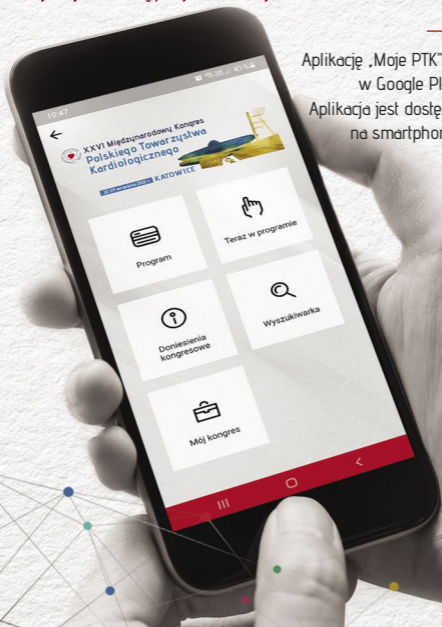 Aplikację „Moje PTK”
w Google Pl
Aplikacja jest dostę
na smartphor
10:47
41%
XXVI Międzynarodowy Kongres
Polskiego Towarzystwa
Kardiologicznego
KATOWICE
Program
Teraz w programie
Doniesienia
kongresowe
Wyszukiwarka
Mój kongres